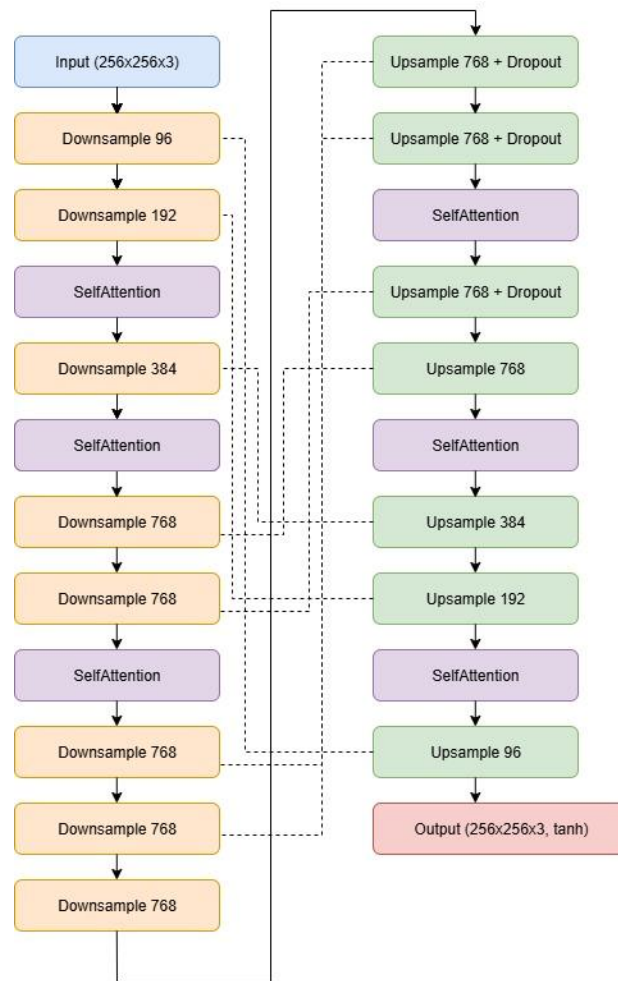 Input (256x256x3)
Downsample 96
Downsample 192
SelfAttention
Downsample 384
SelfAttention
Downsample 768
Downsample 768
SelfAttention
Downsample 768
Downsample 768
Downsample 768
Upsample 768 + Dropout
Upsample 768 + Dropout
SelfAttention
Upsample 768 + Dropout
Upsample 768
SelfAttention
Upsample 384
Upsample 192
SelfAttention
Upsample 96
Output (256x256x3, tanh)